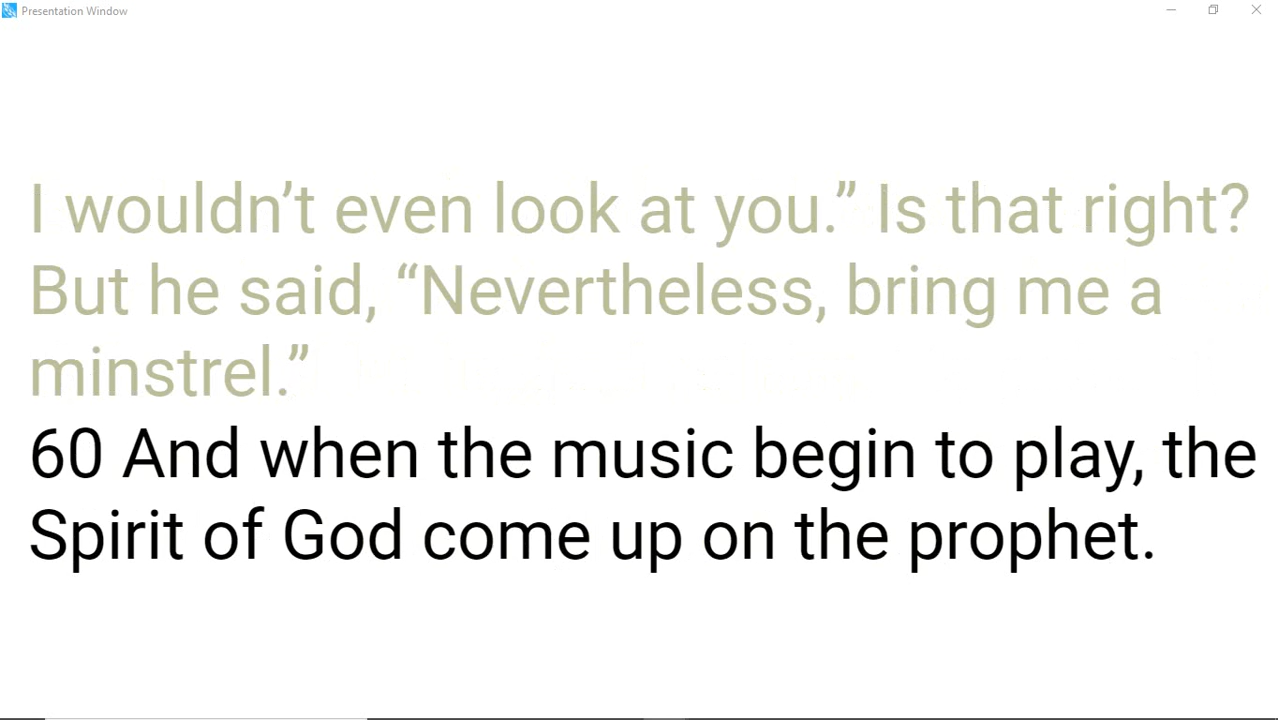 Presentation Window
I wouldn’t even look at you.” Is that right?
But he said, “Nevertheless, bring me a
minstrel.”
60 And when the music begin to play, the
Spirit of God come up on the prophet.